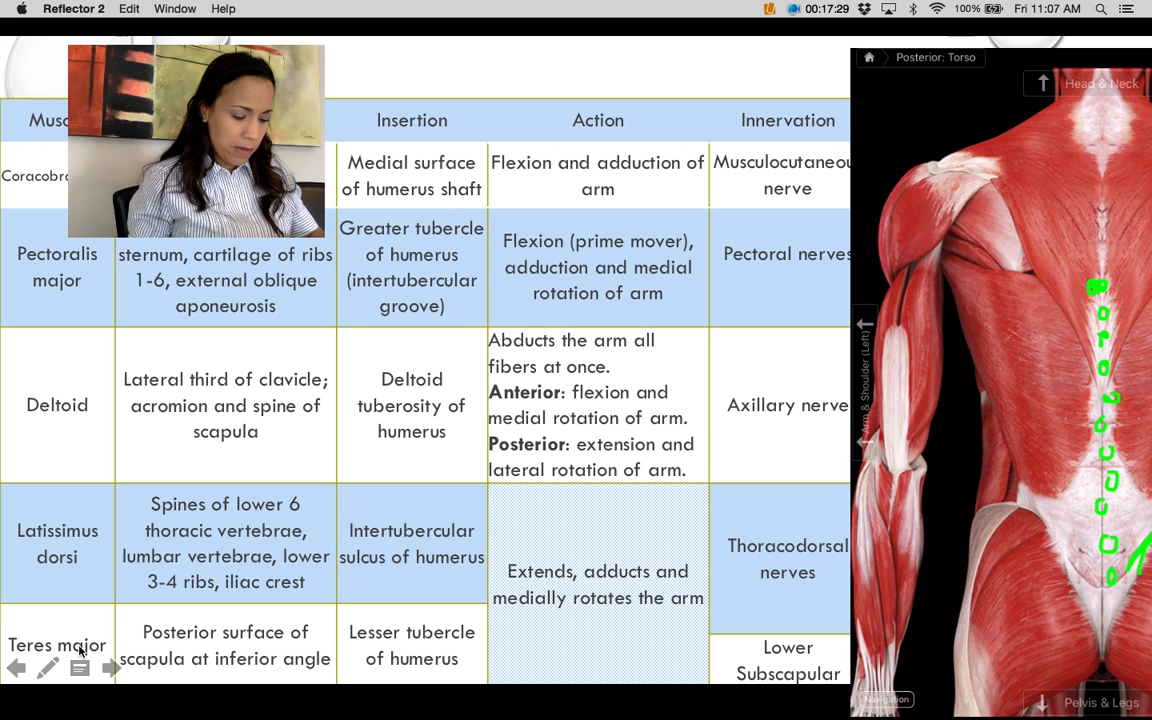 Reflector 2 Edit Window Help 00:17:29 100% Fri 11:07 AM
Posterior: Torso
Head & Neck
Insertion Action Innervation
Medial surface
of humerus shaft
Flexion and adduction of
arm
nerve
Pectoralis
major
sternum, cartilage of ribs
1-6, external oblique
aponeurosis
Greater tubercle
of humerus
(intertubercular
groove)
Flexion (prime mover),
adduction and medial
rotation of arm
Pectoral nerves
Deltoid
Lateral third of clavicle;
acromion and spine of
scapula
Deltoid
tuberosity of
humerus
Abducts the arm all
fibers at once.
Anterior: flexion and
medial rotation of arm.
Posterior: extension and
lateral rotation of arm.
Axillary nerve
Arm & Shoulder (Left)
Latissimus
dorsi
Spines of lower 6
thoracic vertebrae,
lumbar vertebrae, lower
3-4 ribs, iliac crest
Intertubercular
sulcus of humerus
Extends, adducts and
medially rotates the arm
Thoracodorsal
nerves
Teres major
Posterior surface of
scapula at inferior angle
Lesser tubercle
of humerus
Lower
Subscapular
Navigation
Pelvis & Legs